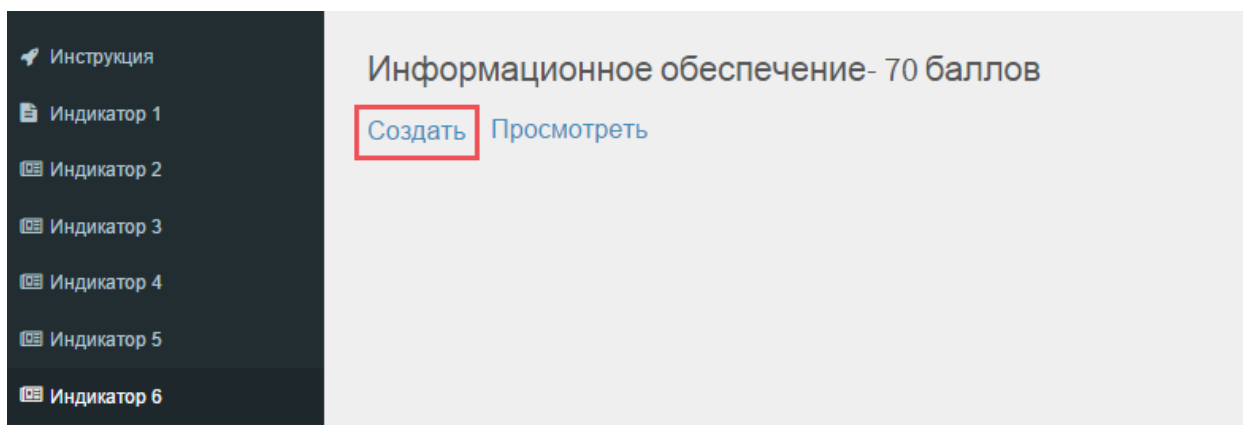 Инструкция
Индикатор 1
Индикатор 2
Индикатор 3
Индикатор 4
Индикатор 5
Индикатор 6
Информационное обеспечение- 70 баллов
Создать Просмотреть